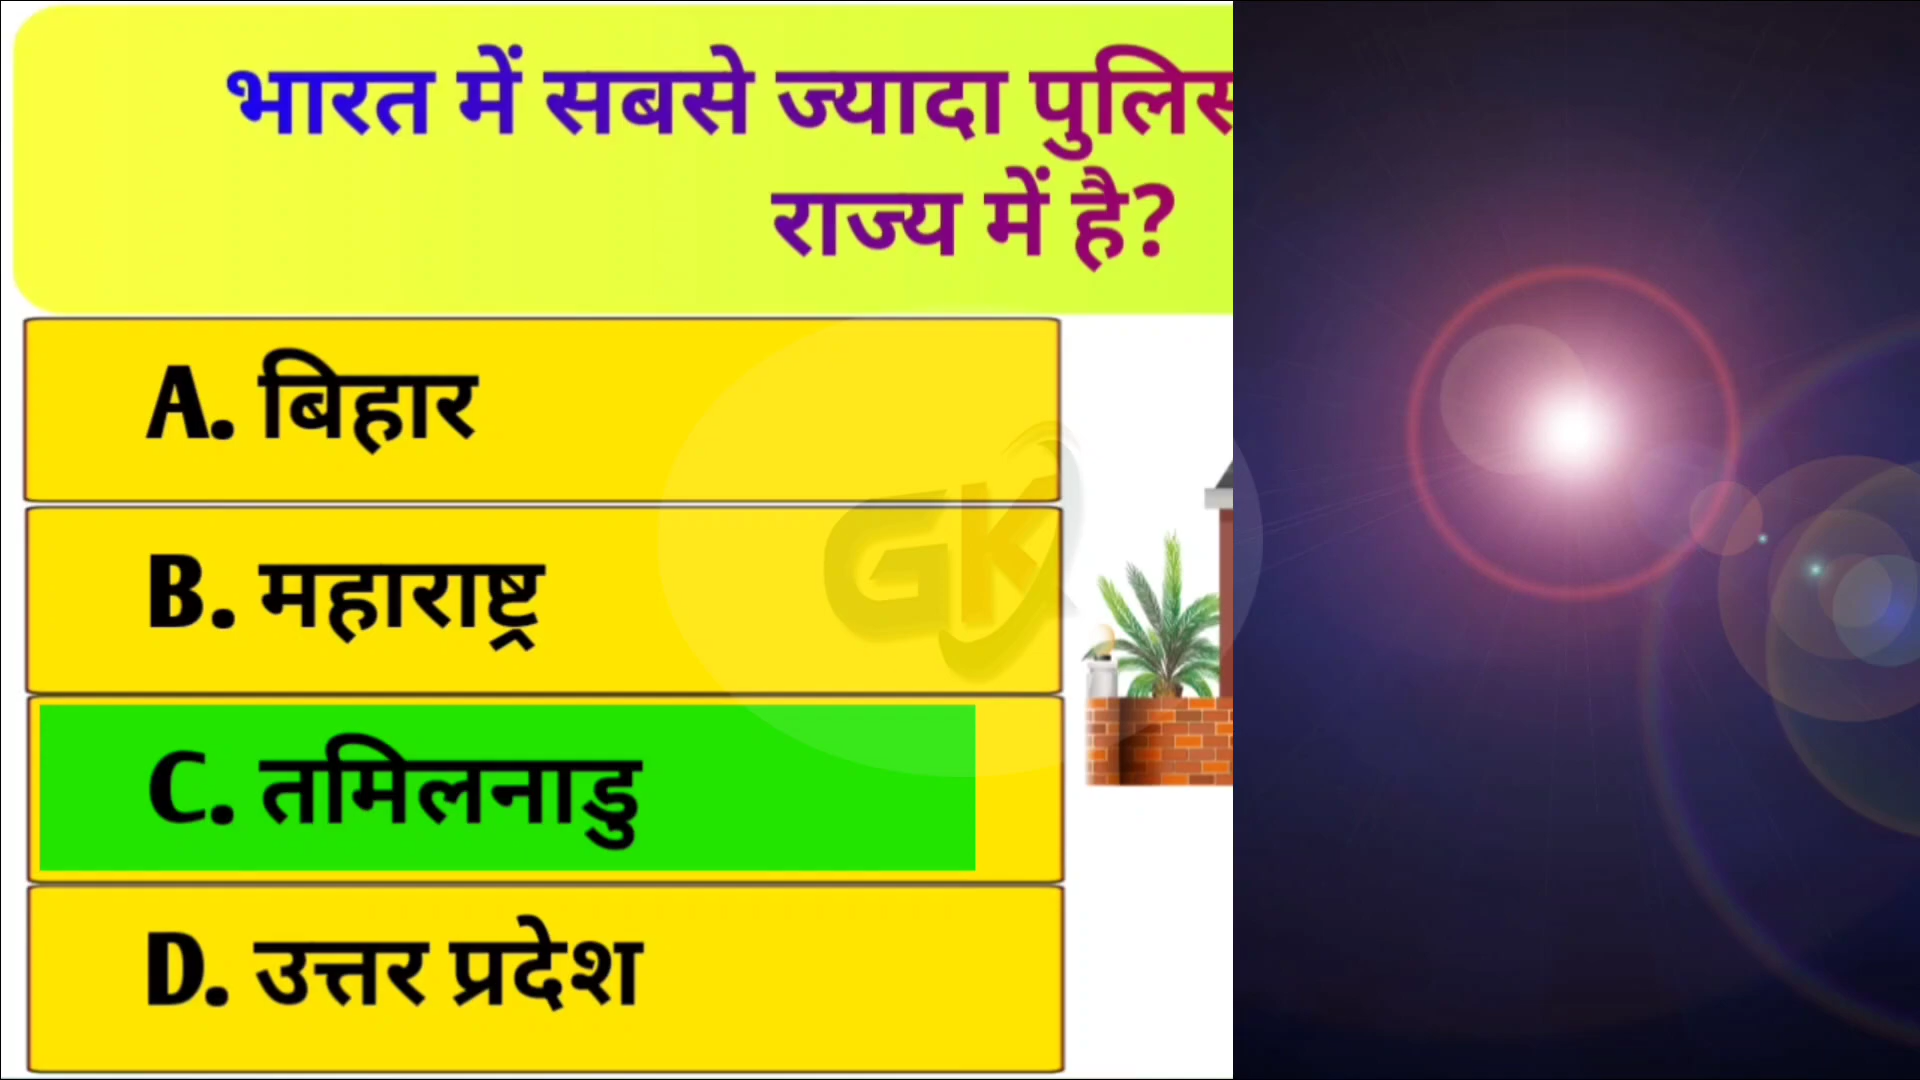 भारत में सबसे ज्यादा पुलिस
राज्य में है?
A. बिहार
B. महाराष्ट्र
GK
C. तमिलनाडु
D. उत्तर प्रदेश